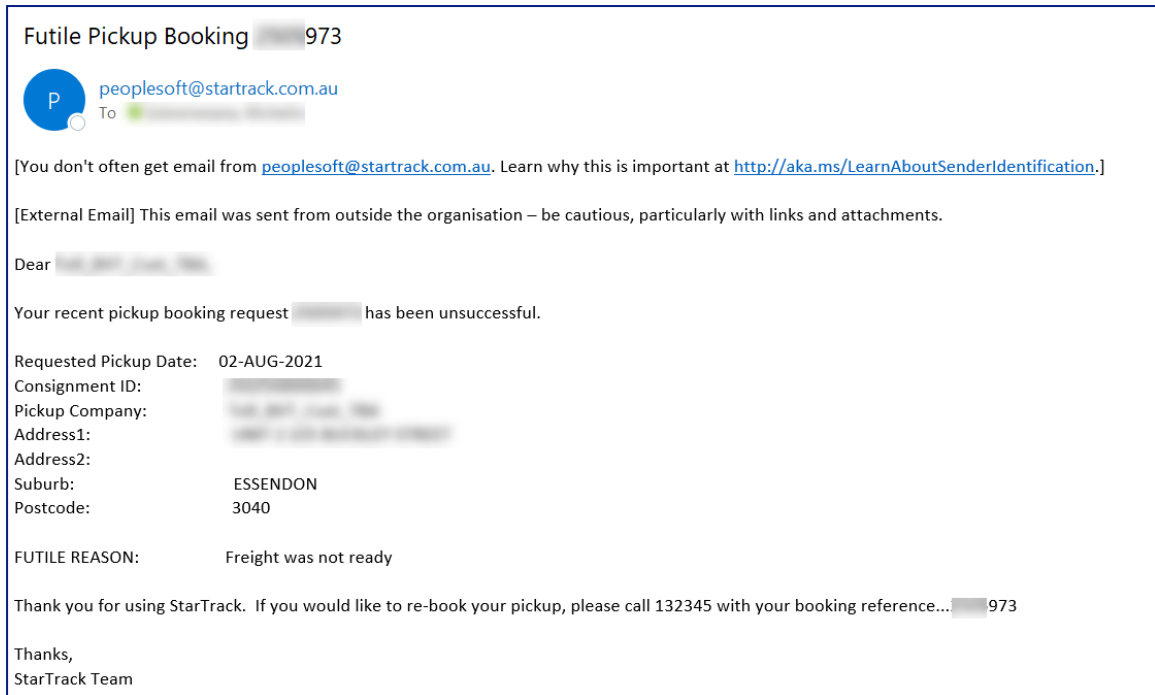 Futile Pickup Booking 973
P
peoplesoft@startrack.com.au
To
[You don't often get email from peoplesoft@startrack.com.au. Learn why this is important at http://aka.ms/LearnAboutSenderIdentification.]
[External Email] This email was sent from outside the organisation – be cautious, particularly with links and attachments.
Dear
Your recent pickup booking request has been unsuccessful.
Requested Pickup Date: 02-AUG-2021
Consignment ID:
Pickup Company:
Address1:
Address2:
Suburb: ESSENDON
Postcode: 3040
FUTILE REASON: Freight was not ready
Thank you for using StarTrack.  If you would like to re-book your pickup, please call 132345 with your booking reference... 973
Thanks,
StarTrack Team